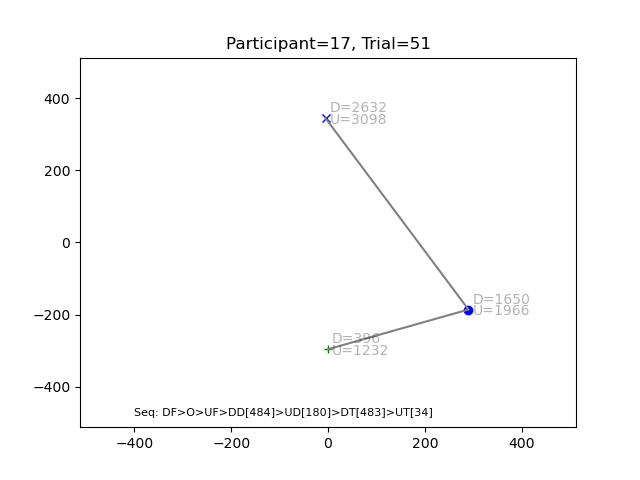 Participant=17, Trial=51
400
200
0
−200
−400
D=2632
U=3098
D=1650
U=1966
D=396
U=1232
Seq: DF>O>UF>DD[484]>UD[180]>DT[483]>UT[34]
−400
−200
0
200
400